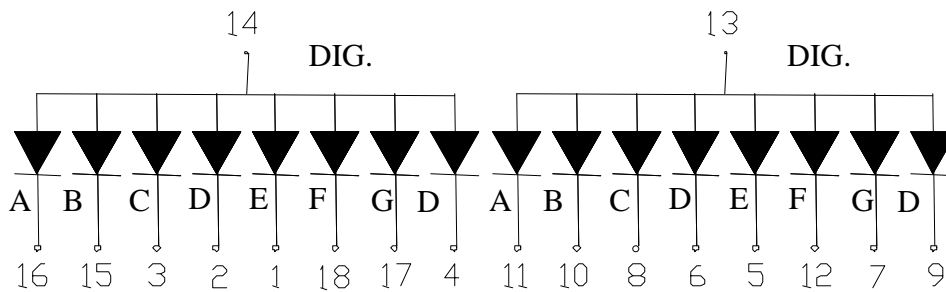 14 13
DIG. DIG.
A B C D E F G D A B C D E F G D
16 15 3 2 1 18 17 4 11 10 8 6 5 12 7 9